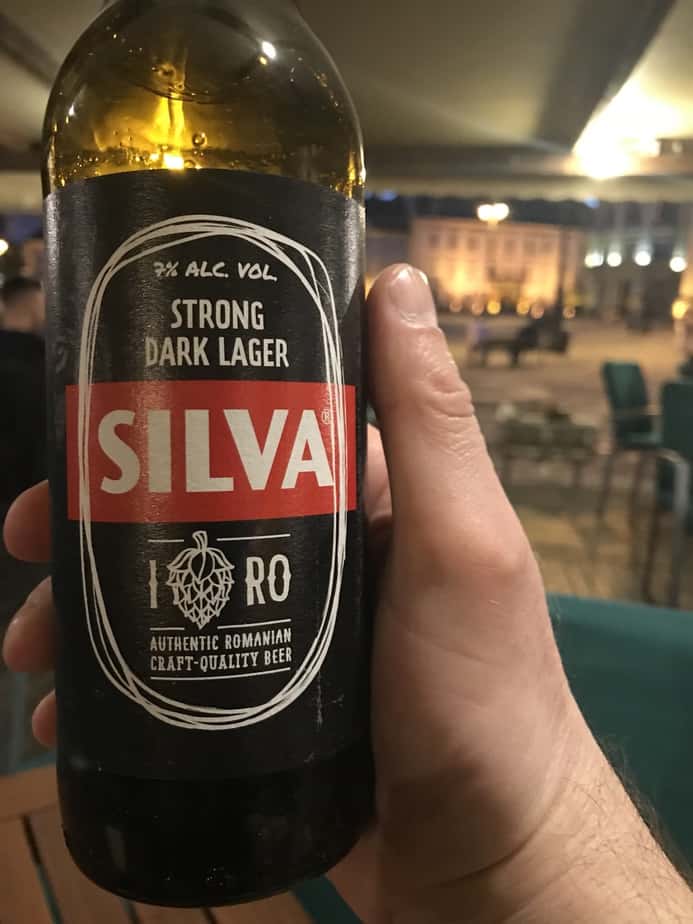 7% ALC. VOL.
STRONG
DARK LAGER
SILVA®
I RO
AUTHENTIC ROMANIAN
CRAFT-QUALITY BEER